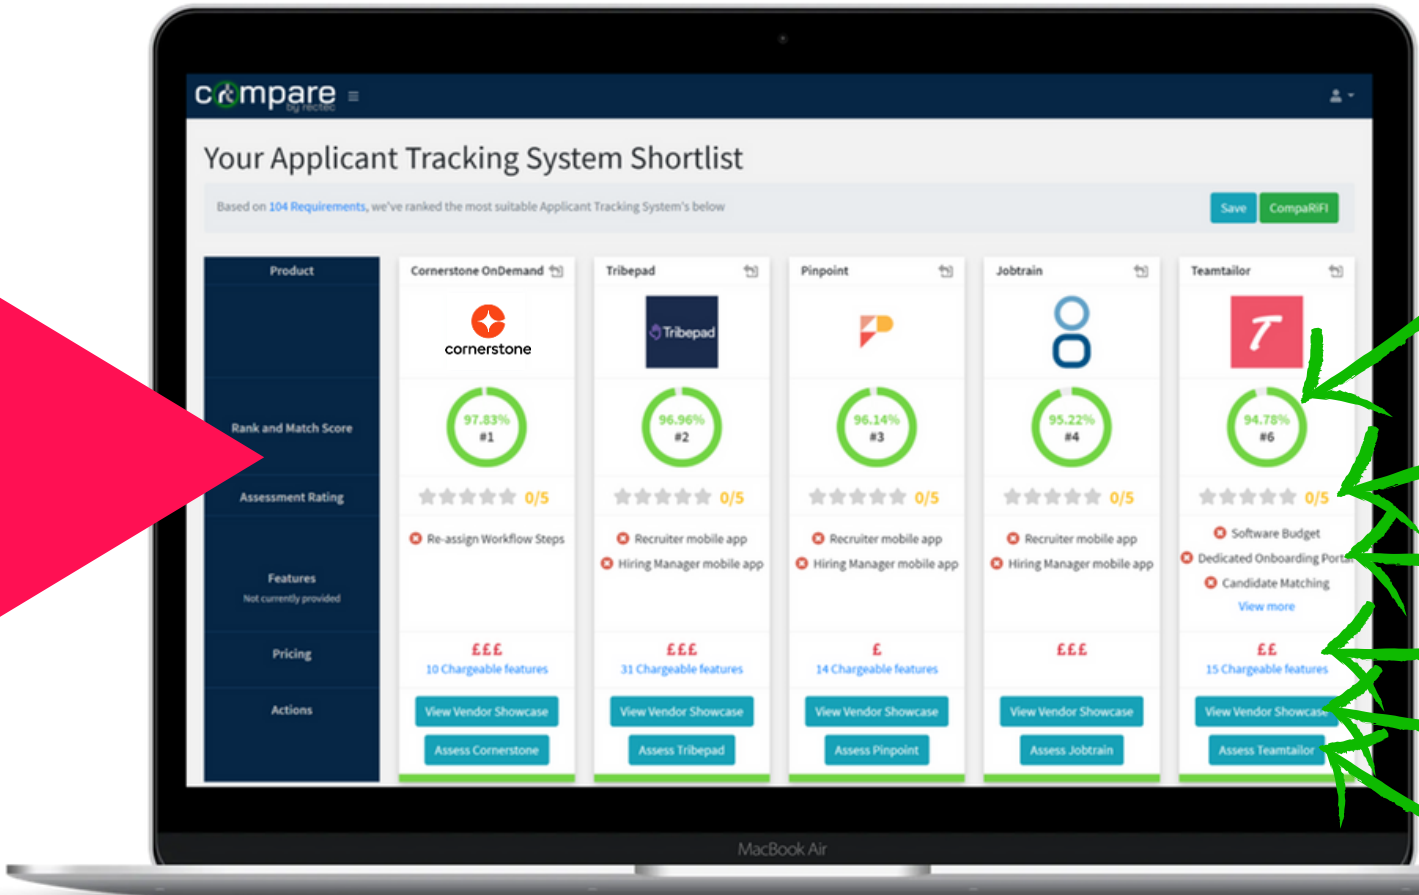 compare
by rectec
Your Applicant Tracking System Shortlist
Based on 104 Requirements, we've ranked the most suitable Applicant Tracking System's below
Save CompaRiFI
Product Cornerstone OnDemand Tribepad Pinpoint Jobtrain Teamtailor
cornerstone Tribepad T
Rank and Match Score 97.83% 96.96% 96.14% 95.22% 94.78%
#1 #2 #3 #4 #6
Assessment Rating 0/5 0/5 0/5 0/5 0/5
Features
Not currently provided
Re-assign Workflow Steps
Recruiter mobile app
Hiring Manager mobile app
Recruiter mobile app
Hiring Manager mobile app
Recruiter mobile app
Hiring Manager mobile app
Software Budget
Dedicated Onboarding Portal
Candidate Matching
View more
Pricing £££ £££ £ £££ ££
10 Chargeable features 31 Chargeable features 14 Chargeable features 15 Chargeable features
Actions View Vendor Showcase View Vendor Showcase View Vendor Showcase View Vendor Showcase View Vendor Showcase
Assess Cornerstone Assess Tribepad Assess Pinpoint Assess Jobtrain Assess Teamtailor
MacBook Air